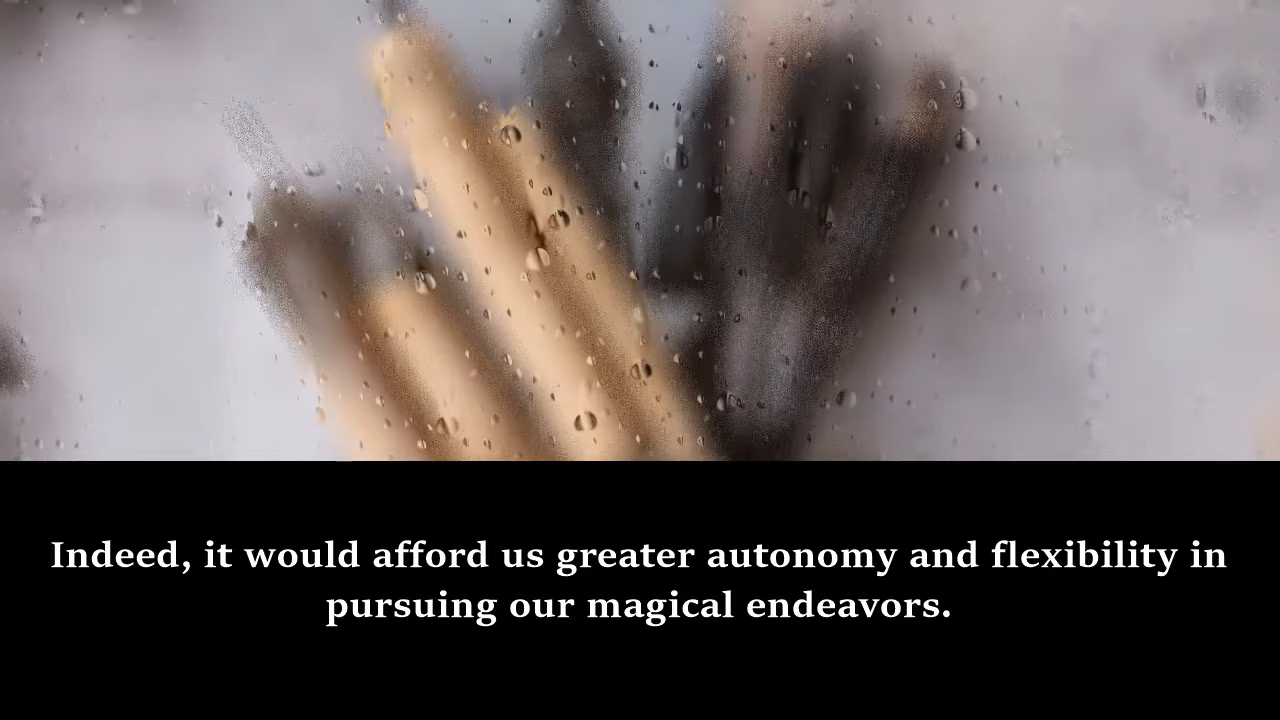 Indeed, it would afford us greater autonomy and flexibility in
pursuing our magical endeavors.